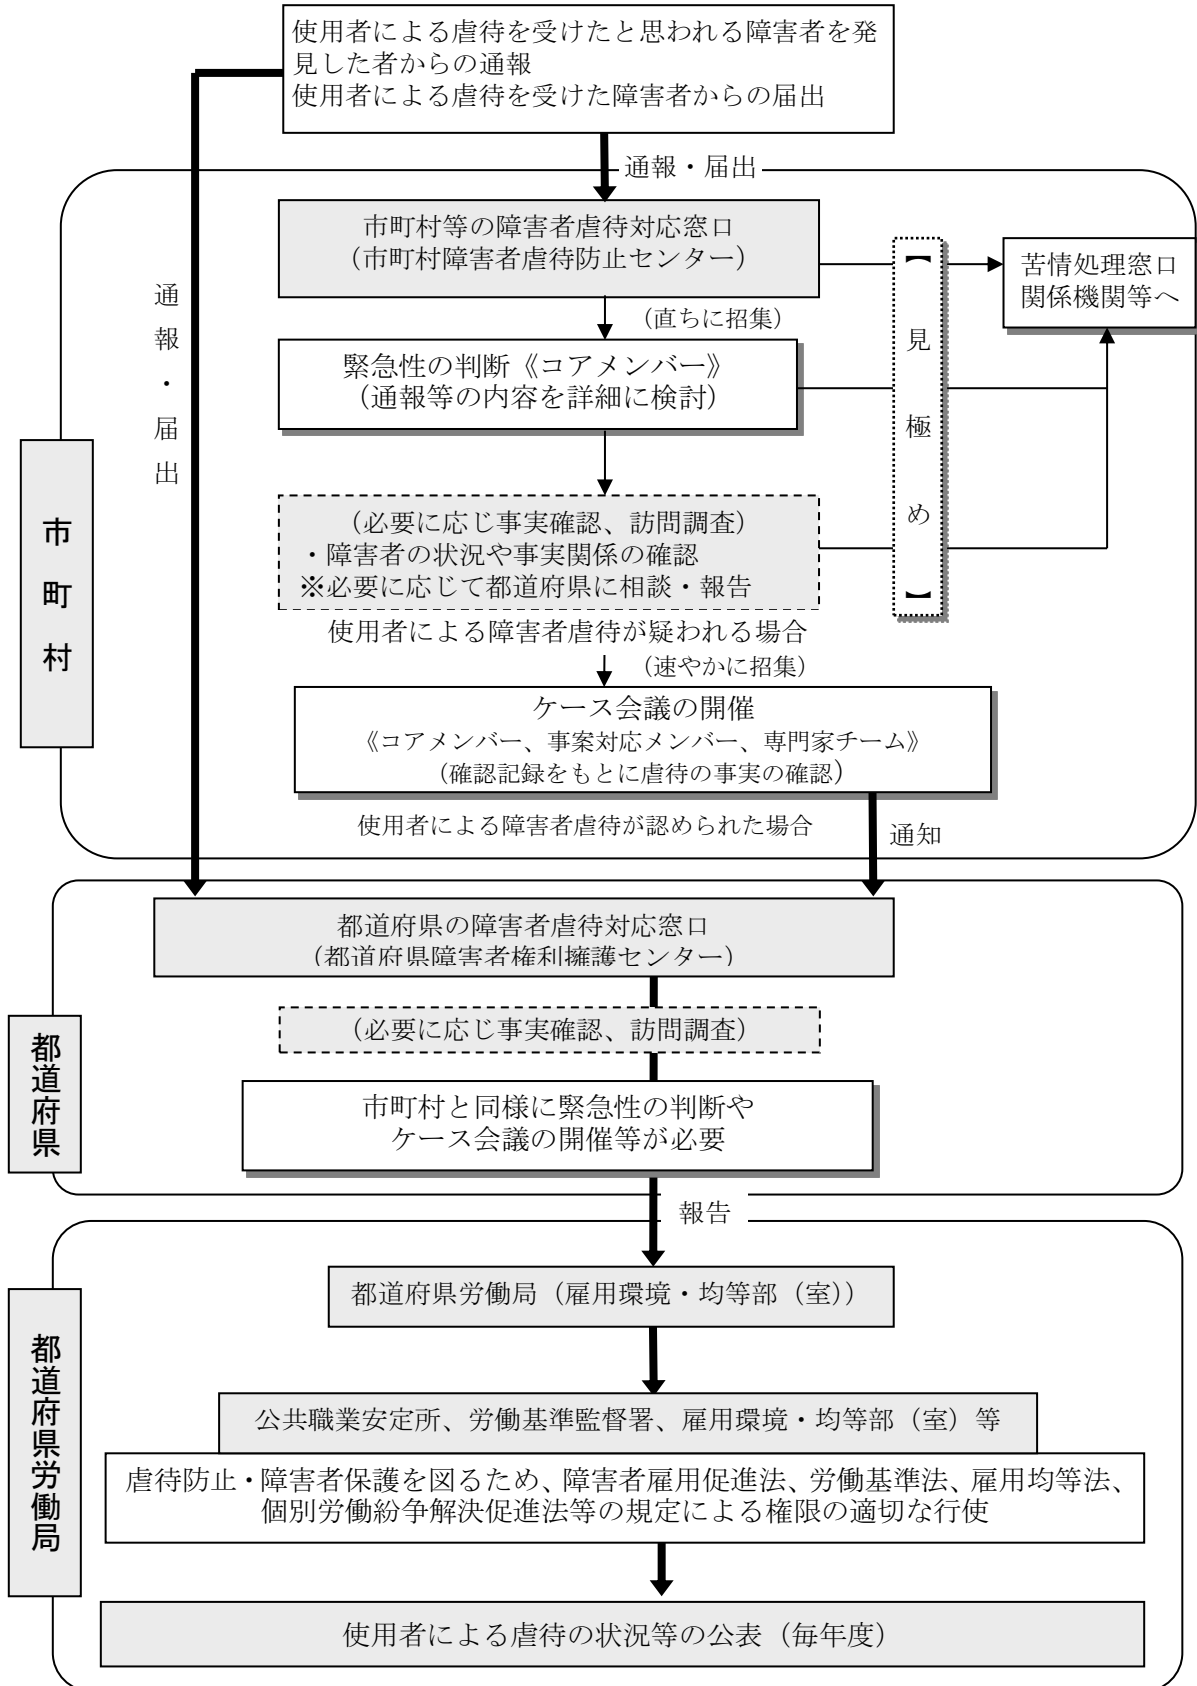 使用者による虐待を受けたと思われる障害者を発
見した者からの通報
使用者による虐待を受けた障害者からの届出
通報・届出
市町村等の障害者虐待対応窓口
（市町村障害者虐待防止センター）
苦情処理窓口
関係機関等へ
通報・届出
【見極め】
（直ちに招集）
緊急性の判断《コアメンバー》
（通報等の内容を詳細に検討）
市町村
（必要に応じ事実確認、訪問調査）
・障害者の状況や事実関係の確認
※必要に応じて都道府県に相談・報告
使用者による障害者虐待が疑われる場合
（速やかに招集）
ケース会議の開催
《コアメンバー、事案対応メンバー、専門家チーム》
（確認記録をもとに虐待の事実の確認）
使用者による障害者虐待が認められた場合
通知
都道府県の障害者虐待対応窓口
（都道府県障害者権利擁護センター）
都道府県
（必要に応じ事実確認、訪問調査）
市町村と同様に緊急性の判断や
ケース会議の開催等が必要
報告
都道府県労働局（雇用環境・均等部（室））
都道府県労働局
公共職業安定所、労働基準監督署、雇用環境・均等部（室）等
虐待防止・障害者保護を図るため、障害者雇用促進法、労働基準法、雇用均等法、
個別労働紛争解決促進法等の規定による権限の適切な行使
使用者による虐待の状況等の公表（毎年度）